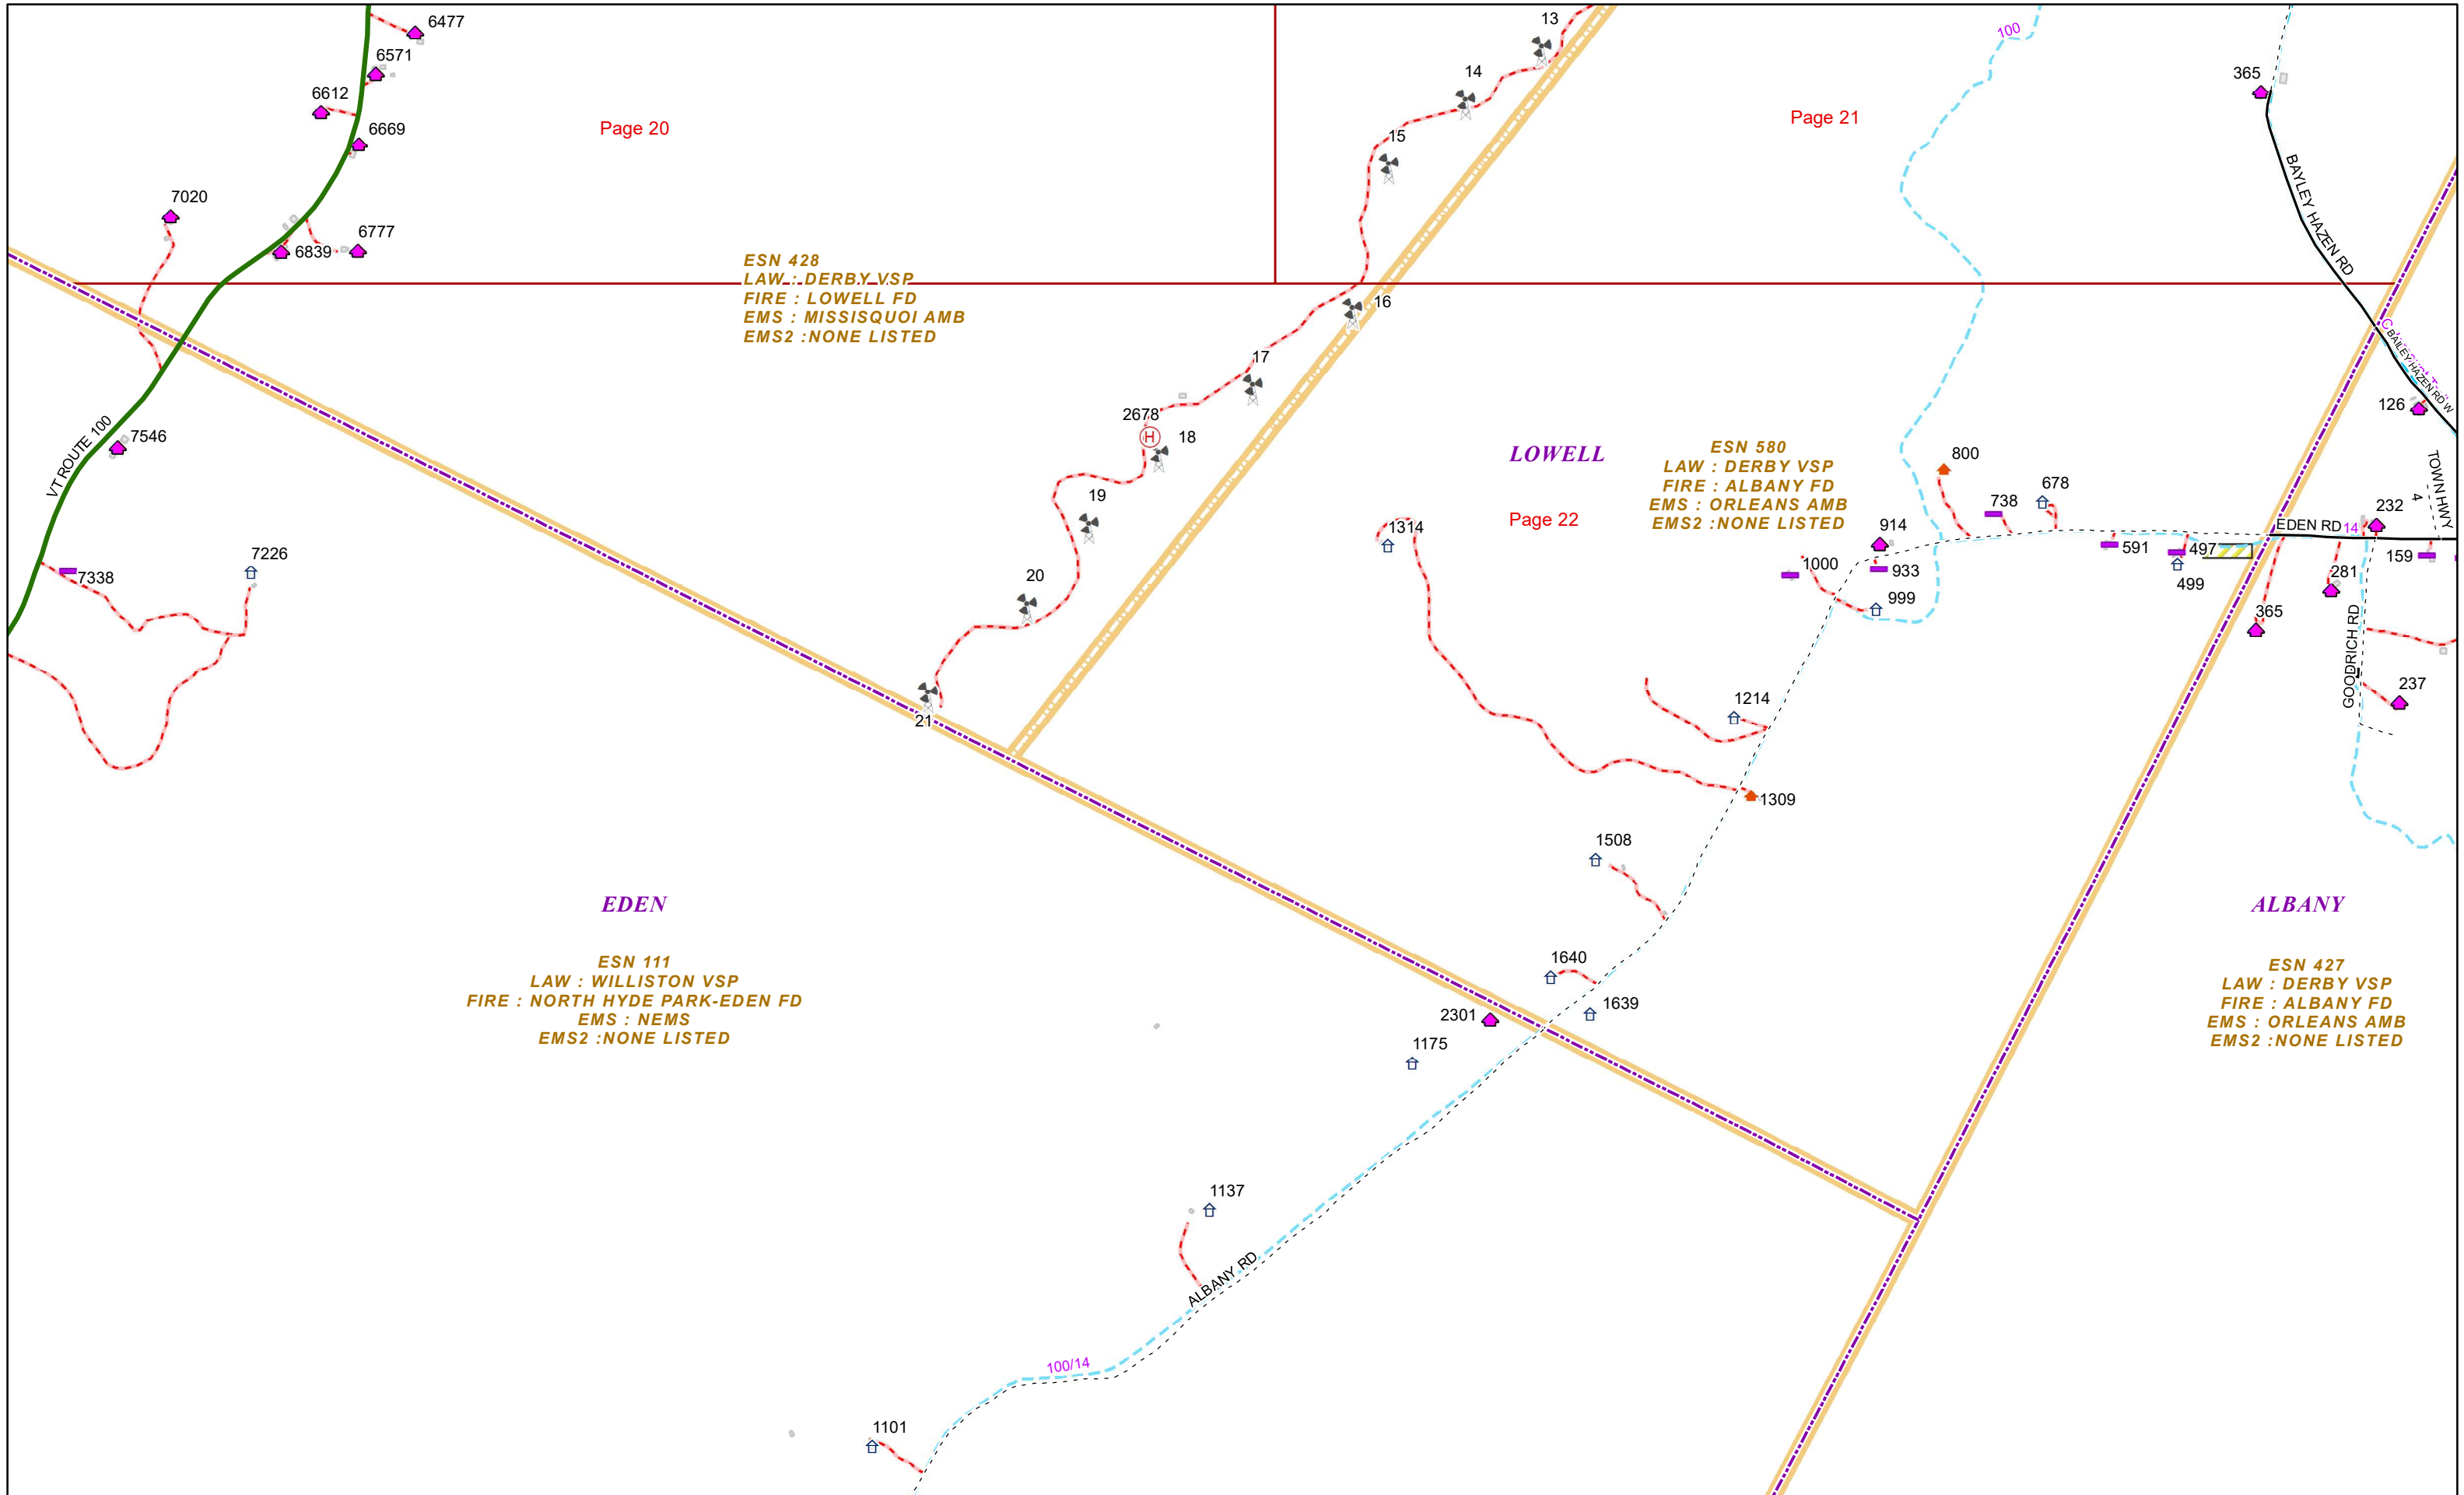 6477
6571
6612
6669
7020
6777
6839
Page 20
13
14
15
100
Page 21
365
BAYLEY HAZEN RD
ESN 428
LAW : DERBY VSP
FIRE : LOWELL FD
EMS : MISSISQUOI AMB
EMS2 :NONE LISTED
16
17
2678
H
18
19
20
21
VT ROUTE 100
7546
7226
7338
LOWELL
Page 22
ESN 580
LAW : DERBY VSP
FIRE : ALBANY FD
EMS : ORLEANS AMB
EMS2 :NONE LISTED
BAILEY HAZEN RD W
126
TOWN HWY
4
800
738
678
232
EDEN RD
14
1314
914
591
497
159
1000
933
499
281
999
365
GOODRICH RD
237
1214
1309
1508
1640
1639
2301
1175
EDEN
ESN 111
LAW : WILLISTON VSP
FIRE : NORTH HYDE PARK-EDEN FD
EMS : NEMS
EMS2 :NONE LISTED
ALBANY
ESN 427
LAW : DERBY VSP
FIRE : ALBANY FD
EMS : ORLEANS AMB
EMS2 :NONE LISTED
1137
ALBANY RD
100/14
1101